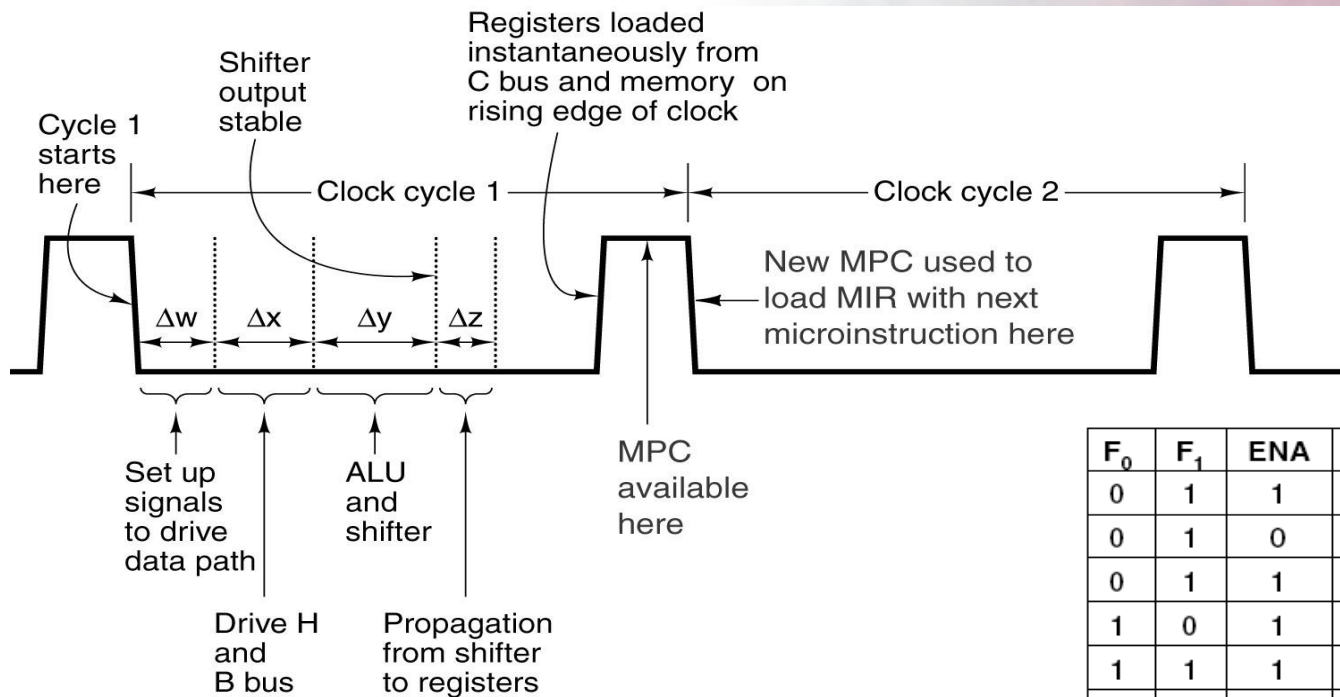 Registers loaded
instantaneously from
C bus and memory on
rising edge of clock
Shifter
output
stable
Cycle 1
starts
here
Clock cycle 1
Clock cycle 2
New MPC used to
load MIR with next
microinstruction here
Δw
Δx
Δy
Δz
Set up
signals
to drive
data path
ALU
and
shifter
MPC
available
here
Drive H
and
B bus
Propagation
from shifter
to registers
F₀ F₁ ENA
0 1 1
0 1 0
0 1 1
1 0 1
1 1 1